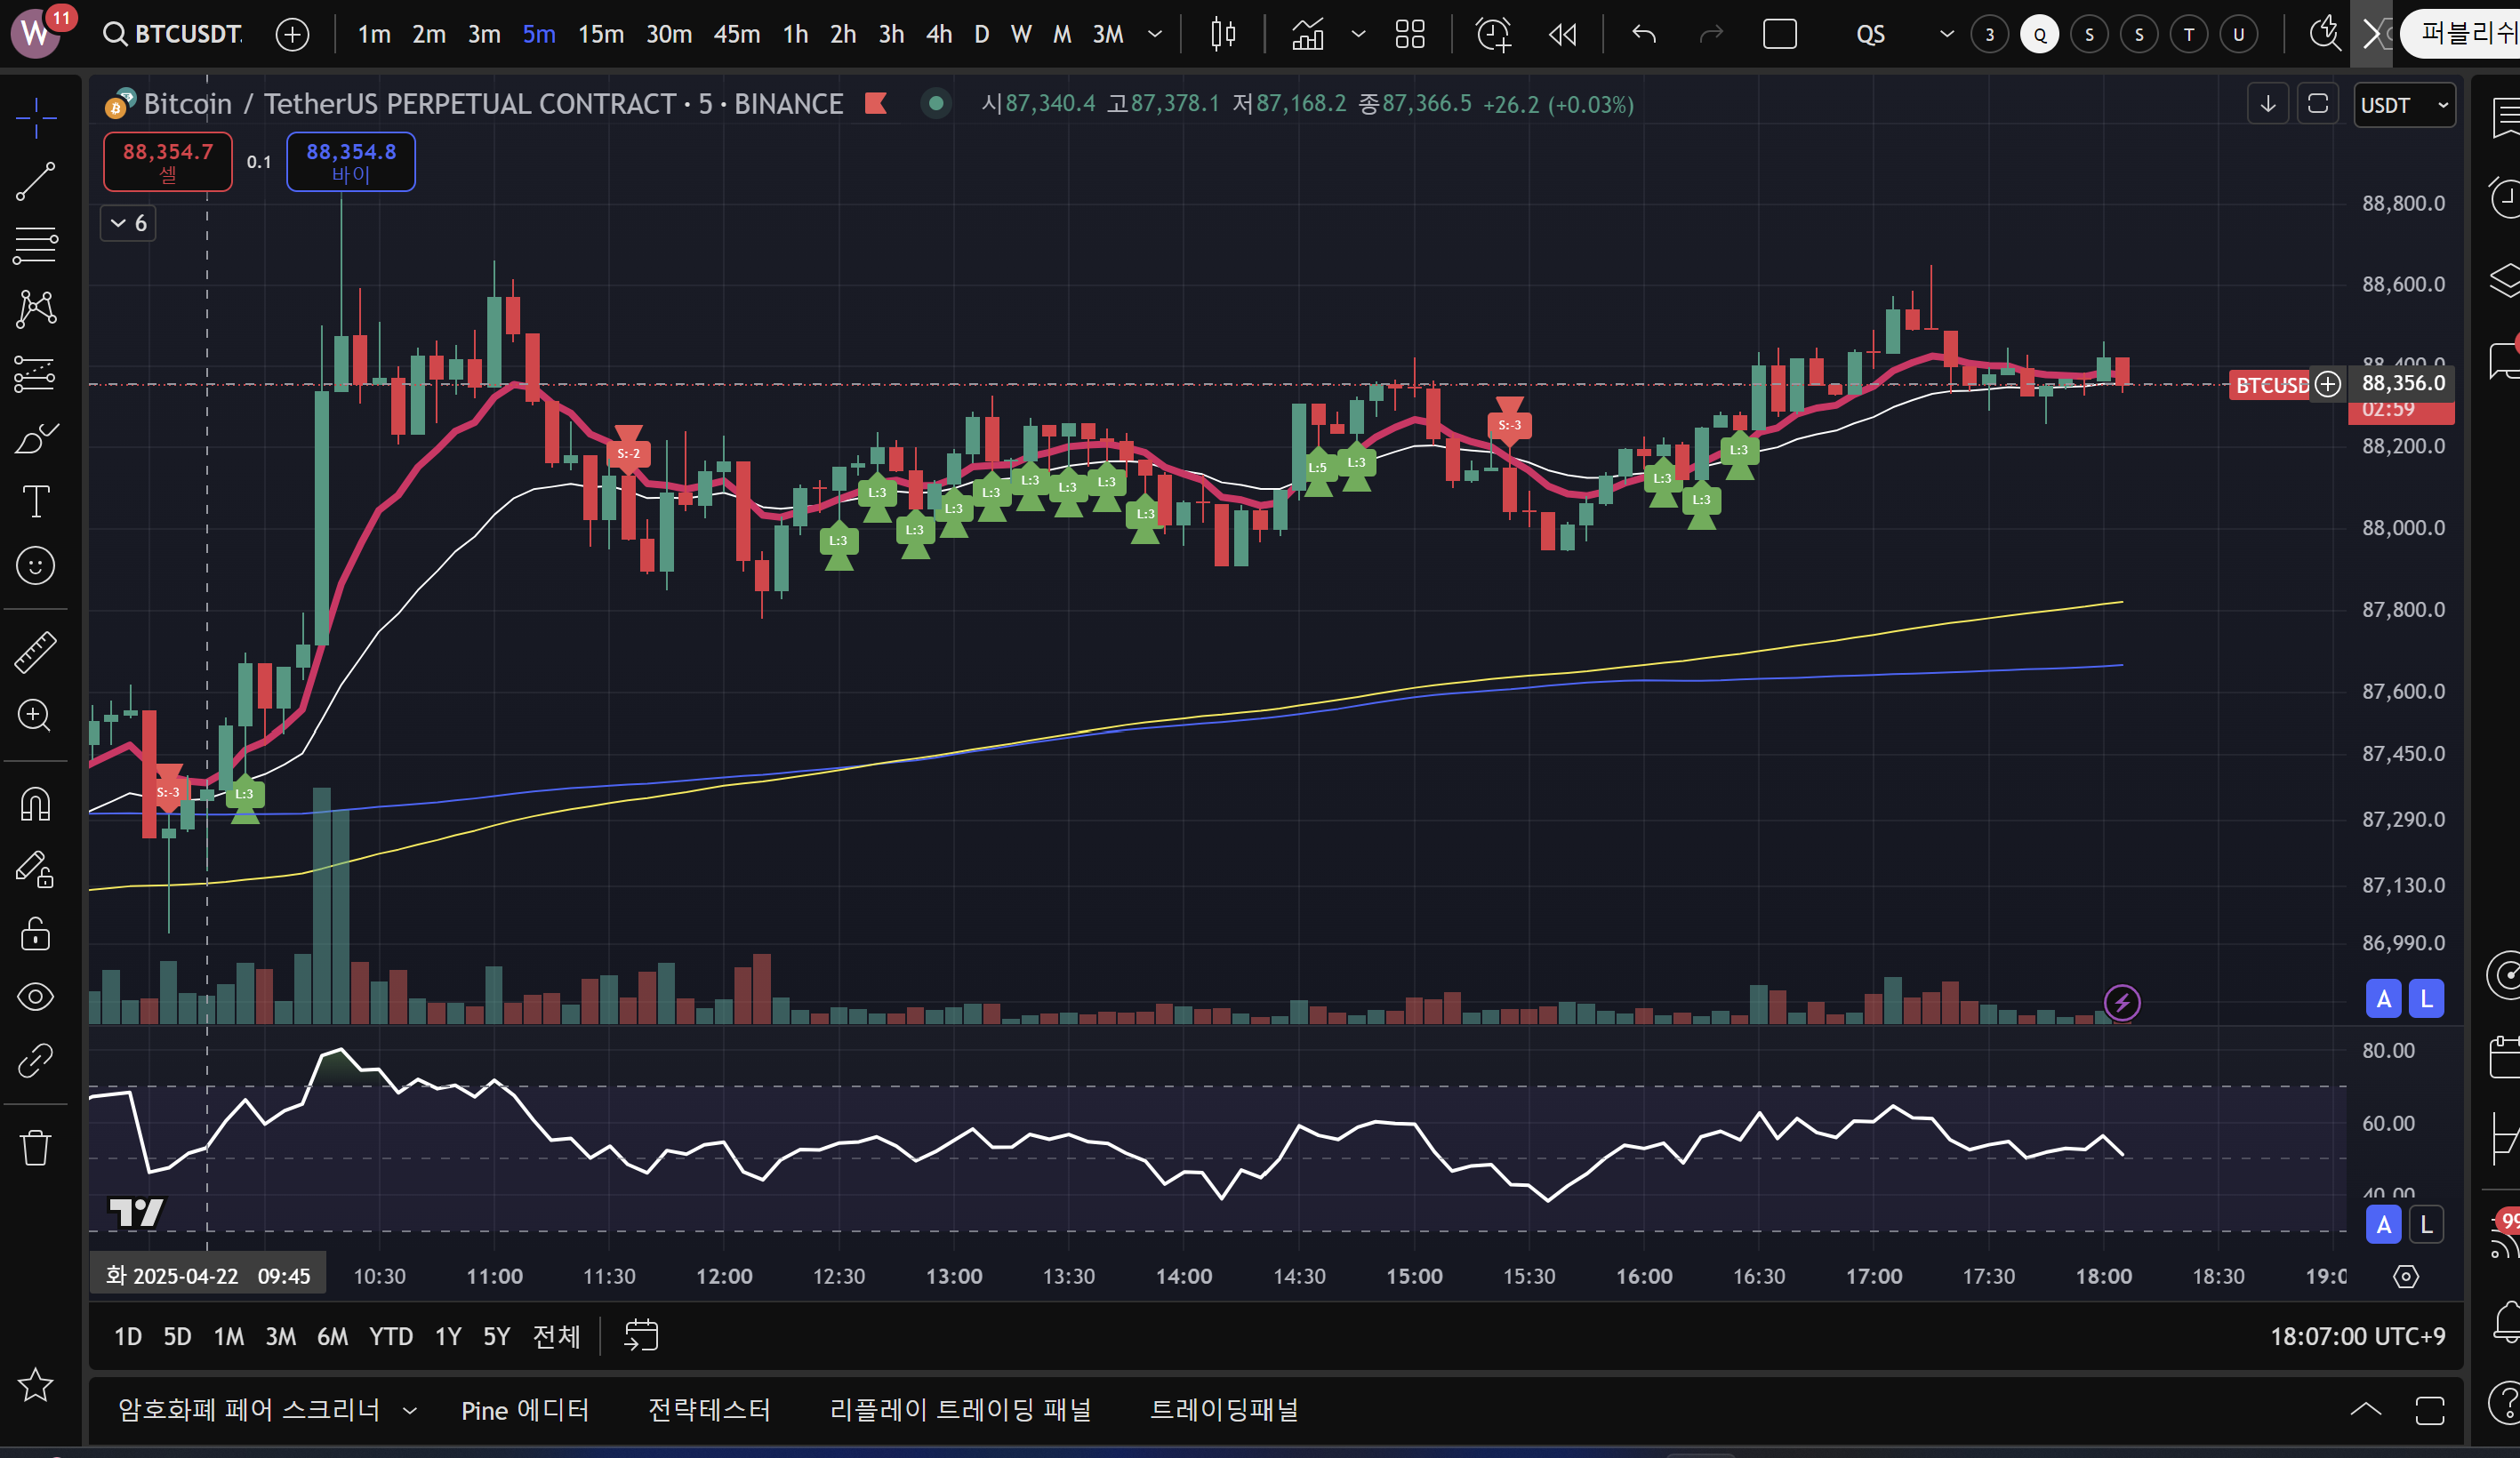 W 11 BTCUSDT. 1m 2m 3m 5m 15m 30m 45m 1h 2h 3h 4h D W M 3M QS 3 Q S S T U 퍼블리쉬
Bitcoin / TetherUS PERPETUAL CONTRACT · 5 · BINANCE 시87,340.4 고87,378.1 저87,168.2 종87,366.5 +26.2 (+0.03%) USDT
88,354.7 0.1 88,354.8
셀 바이
6
88,800.0
88,600.0
88,400.0
BTCUSD 88,356.0
02:59
88,200.0
88,000.0
87,800.0
87,600.0
87,450.0
87,290.0
87,130.0
86,990.0
S:-3
L:3
S:-2
L:3
L:3
L:3
L:3
L:3
L:3
L:3
L:3
L:3
L:5
L:3
S:-3
L:3
L:3
L:3
A L
80.00
60.00
40.00
A L
99
화 2025-04-22 09:45 10:30 11:00 11:30 12:00 12:30 13:00 13:30 14:00 14:30 15:00 15:30 16:00 16:30 17:00 17:30 18:00 18:30 19:0
1D 5D 1M 3M 6M YTD 1Y 5Y 전체 18:07:00 UTC+9
암호화폐 페어 스크리너 Pine 에디터 전략테스터 리플레이 트레이딩 패널 트레이딩패널